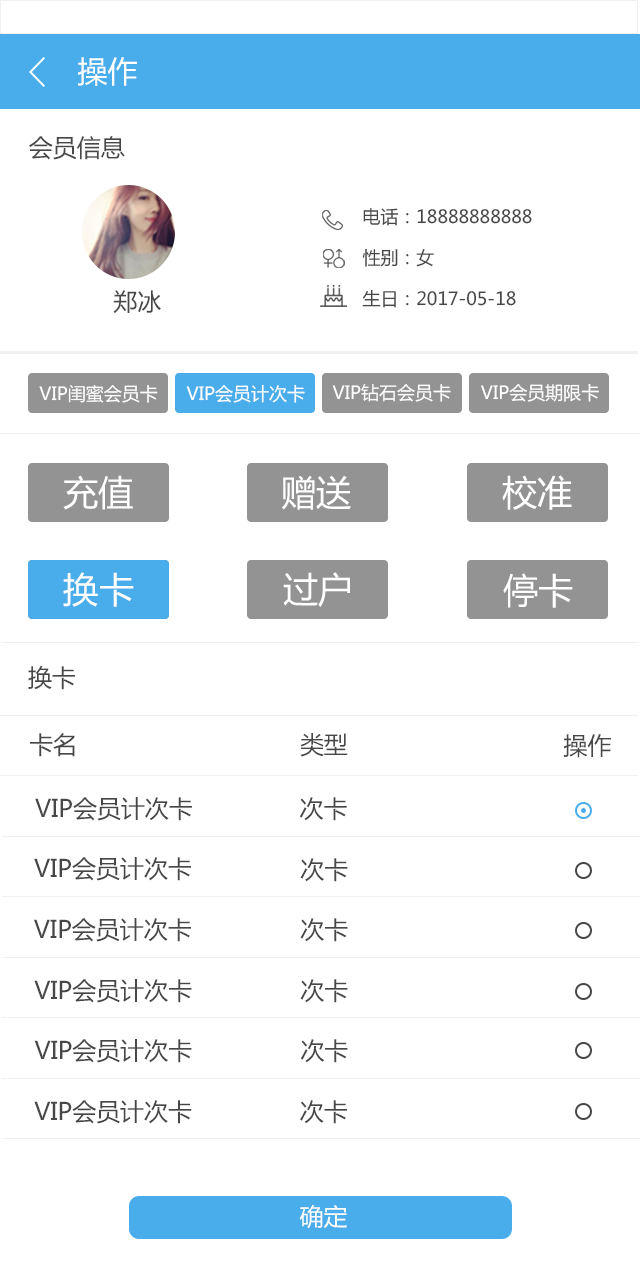 操作
会员信息
郑冰
电话：18888888888
性别：女
生日：2017-05-18
VIP闺蜜会员卡 VIP会员计次卡 VIP钻石会员卡 VIP会员期限卡
充值 赠送 校准
换卡 过户 停卡
换卡
卡名 类型 操作
VIP会员计次卡 次卡
VIP会员计次卡 次卡
VIP会员计次卡 次卡
VIP会员计次卡 次卡
VIP会员计次卡 次卡
VIP会员计次卡 次卡
确定